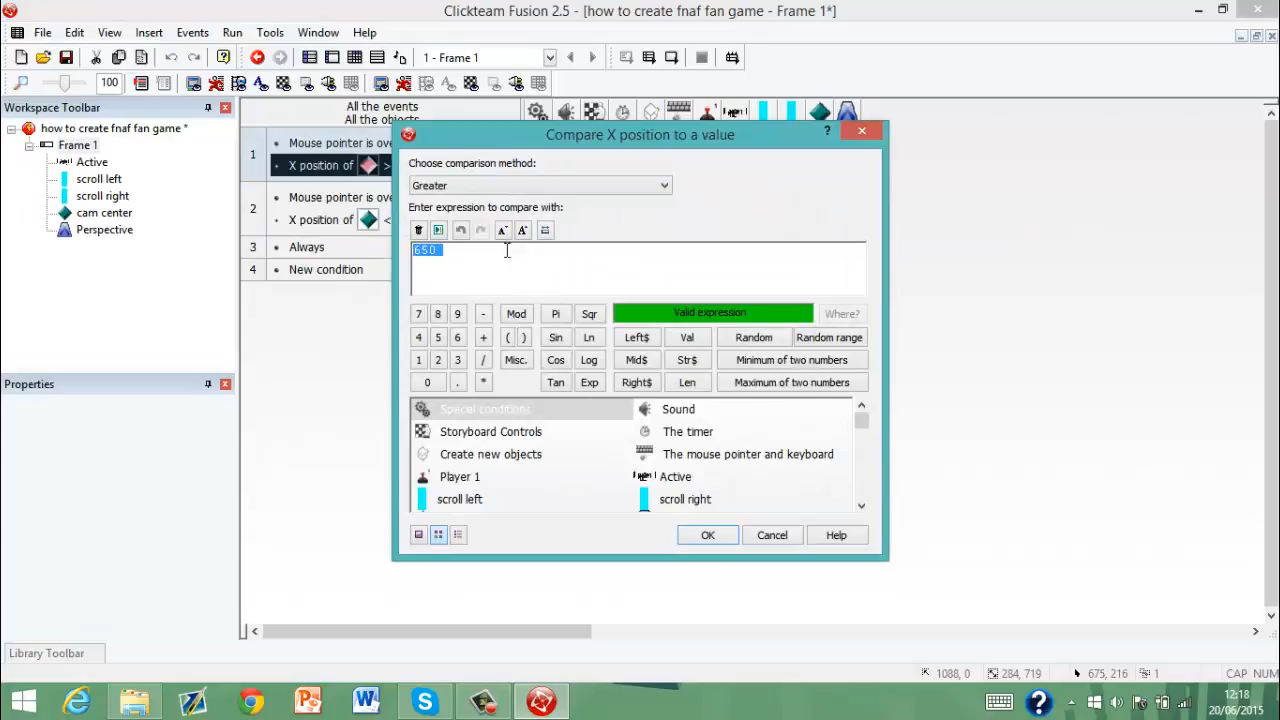 Clickteam Fusion 2.5 - [how to create fnaf fan game - Frame 1*]
File Edit View Insert Events Run Tools Window Help
1 - Frame 1
100
Workspace Toolbar
how to create fnaf fan game *
Frame 1
Active
scroll left
scroll right
cam center
Perspective
Properties
Library Toolbar
All the events
All the objects
1
Mouse pointer is ove
X position of >
2
Mouse pointer is ove
X position of <
3 Always
4 New condition
Compare X position to a value
Choose comparison method:
Greater
Enter expression to compare with:
650
7 8 9 - Mod Pi Sqr Valid expression Where?
4 5 6 + ( ) Sin Ln Left$ Val Random Random range
1 2 3 / Misc. Cos Log Mid$ Str$ Minimum of two numbers
0 . * Tan Exp Right$ Len Maximum of two numbers
Special conditions Sound
Storyboard Controls The timer
Create new objects The mouse pointer and keyboard
Player 1 Active
scroll left scroll right
OK Cancel Help
1088, 0 284, 719 675, 216 1 CAP NUM
12:18
20/06/2015